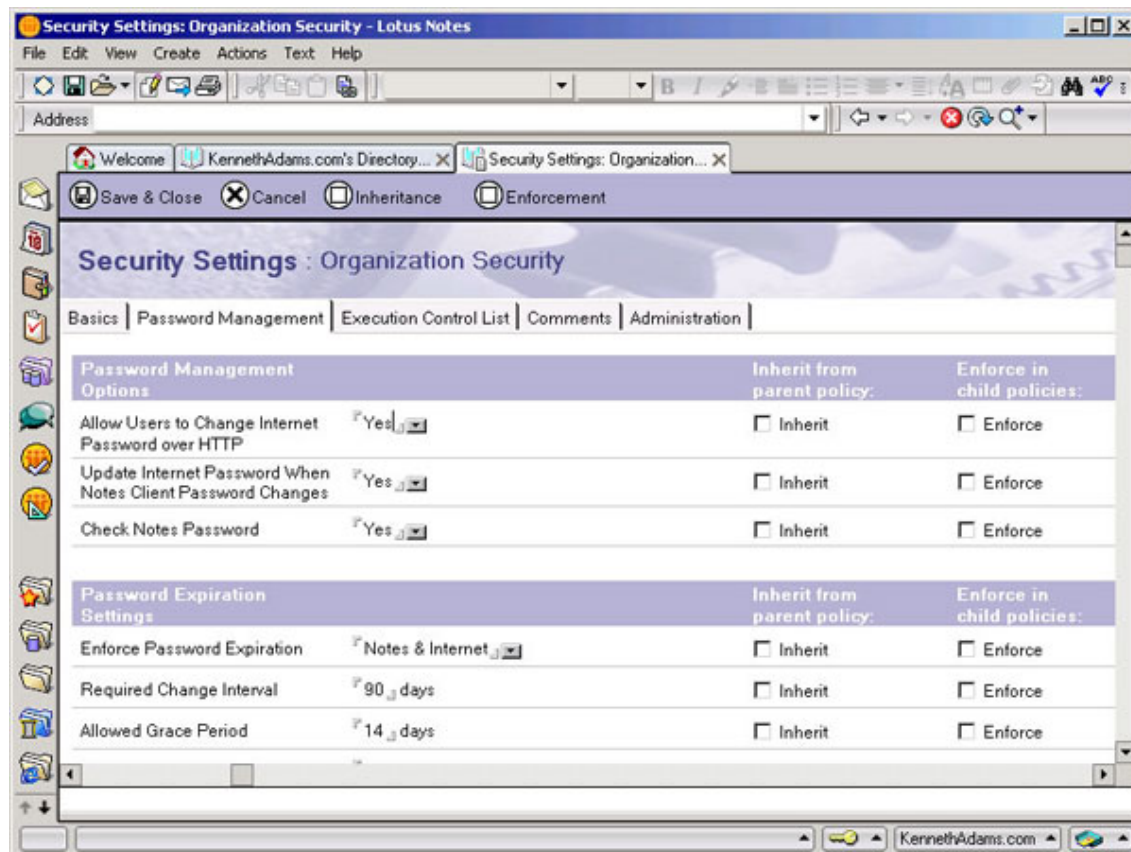 Security Settings: Organization Security - Lotus Notes
File Edit View Create Actions Text Help
B I ABC
Address
Welcome KennethAdams.com's Directory... Security Settings: Organization...
Save & Close Cancel Inheritance Enforcement
Security Settings : Organization Security
Basics Password Management Execution Control List Comments Administration
Password Management Inherit from Enforce in
Options parent policy: child policies:
Allow Users to Change Internet Yes Inherit Enforce
Password over HTTP
Update Internet Password When Yes Inherit Enforce
Notes Client Password Changes
Check Notes Password Yes Inherit Enforce
Password Expiration Inherit from Enforce in
Settings parent policy: child policies:
Enforce Password Expiration Notes & Internet Inherit Enforce
Required Change Interval 90 days Inherit Enforce
Allowed Grace Period 14 days Inherit Enforce
KennethAdams.com